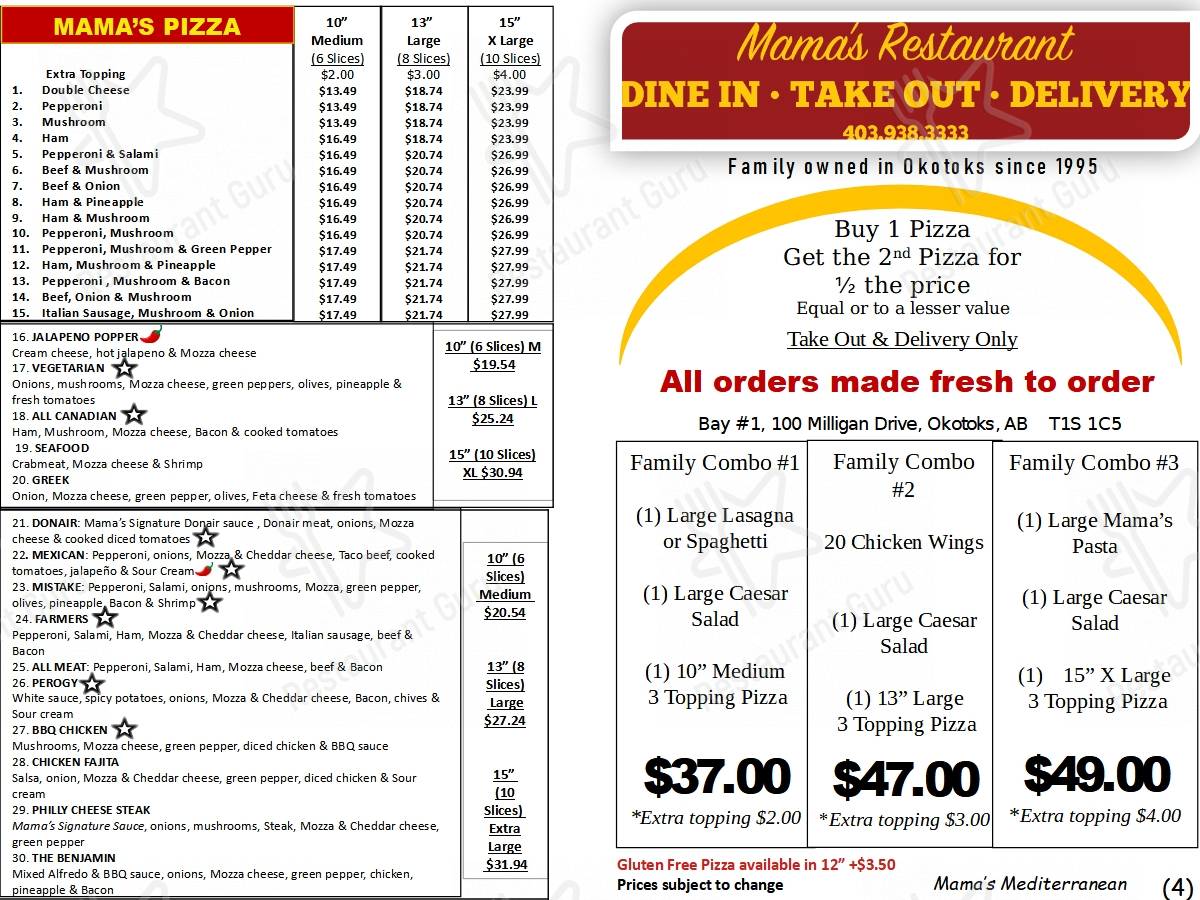 MAMA'S PIZZA
10" Medium (6 Slices)
13" Large (8 Slices)
15" X Large (10 Slices)
Extra Topping $2.00 $3.00 $4.00
1. Double Cheese $13.49 $18.74 $23.99
2. Pepperoni $13.49 $18.74 $23.99
3. Mushroom $13.49 $18.74 $23.99
4. Ham $16.49 $18.74 $23.99
5. Pepperoni & Salami $16.49 $20.74 $26.99
6. Beef & Mushroom $16.49 $20.74 $26.99
7. Beef & Onion $16.49 $20.74 $26.99
8. Ham & Pineapple $16.49 $20.74 $26.99
9. Ham & Mushroom $16.49 $20.74 $26.99
10. Pepperoni, Mushroom $16.49 $20.74 $26.99
11. Pepperoni, Mushroom & Green Pepper $17.49 $21.74 $27.99
12. Ham, Mushroom & Pineapple $17.49 $21.74 $27.99
13. Pepperoni , Mushroom & Bacon $17.49 $21.74 $27.99
14. Beef, Onion & Mushroom $17.49 $21.74 $27.99
15. Italian Sausage, Mushroom & Onion $17.49 $21.74 $27.99
16. JALAPENO POPPER
Cream cheese, hot jalapeno & Mozza cheese
17. VEGETARIAN
Onions, mushrooms, Mozza cheese, green peppers, olives, pineapple &
fresh tomatoes
18. ALL CANADIAN
Ham, Mushroom, Mozza cheese, Bacon & cooked tomatoes
19. SEAFOOD
Crabmeat, Mozza cheese & Shrimp
20. GREEK
Onion, Mozza cheese, green pepper, olives, Feta cheese & fresh tomatoes
10" (6 Slices) M
$19.54
13" (8 Slices) L
$25.24
15" (10 Slices)
XL $30.94
21. DONAIR: Mama's Signature Donair sauce , Donair meat, onions, Mozza
cheese & cooked diced tomatoes
22. MEXICAN: Pepperoni, onions, Mozza & Cheddar cheese, Taco beef, cooked
tomatoes, jalapeño & Sour Cream
23. MISTAKE: Pepperoni, Salami, onions, mushrooms, Mozza, green pepper,
olives, pineapple, Bacon & Shrimp
24. FARMERS
Pepperoni, Salami, Ham, Mozza & Cheddar cheese, Italian sausage, beef &
Bacon
25. ALL MEAT: Pepperoni, Salami, Ham, Mozza cheese, beef & Bacon
26. PEROGY
White sauce, spicy potatoes, onions, Mozza & Cheddar cheese, Bacon, chives &
Sour cream
27. BBQ CHICKEN
Mushrooms, Mozza cheese, green pepper, diced chicken & BBQ sauce
28. CHICKEN FAJITA
Salsa, onion, Mozza & Cheddar cheese, green pepper, diced chicken & Sour
cream
29. PHILLY CHEESE STEAK
Mama's Signature Sauce, onions, mushrooms, Steak, Mozza & Cheddar cheese,
green pepper
30. THE BENJAMIN
Mixed Alfredo & BBQ sauce, onions, Mozza cheese, green pepper, chicken,
pineapple & Bacon
10" (6
Slices)
Medium
$20.54
13" (8
Slices)
Large
$27.24
15"
(10
Slices)
Extra
Large
$31.94
Mama's Restaurant
DINE IN · TAKE OUT · DELIVERY
403.938.3333
Family owned in Okotoks since 1995
Buy 1 Pizza
Get the 2nd Pizza for
½ the price
Equal or to a lesser value
Take Out & Delivery Only
All orders made fresh to order
Bay #1, 100 Milligan Drive, Okotoks, AB T1S 1C5
Family Combo #1
(1) Large Lasagna
or Spaghetti
(1) Large Caesar
Salad
(1) 10" Medium
3 Topping Pizza
$37.00
*Extra topping $2.00
Family Combo
#2
20 Chicken Wings
(1) Large Caesar
Salad
(1) 13" Large
3 Topping Pizza
$47.00
*Extra topping $3.00
Family Combo #3
(1) Large Mama's
Pasta
(1) Large Caesar
Salad
(1) 15" X Large
3 Topping Pizza
$49.00
*Extra topping $4.00
Gluten Free Pizza available in 12" +$3.50
Prices subject to change
Mama's Mediterranean
(4)
Restaurant Guru